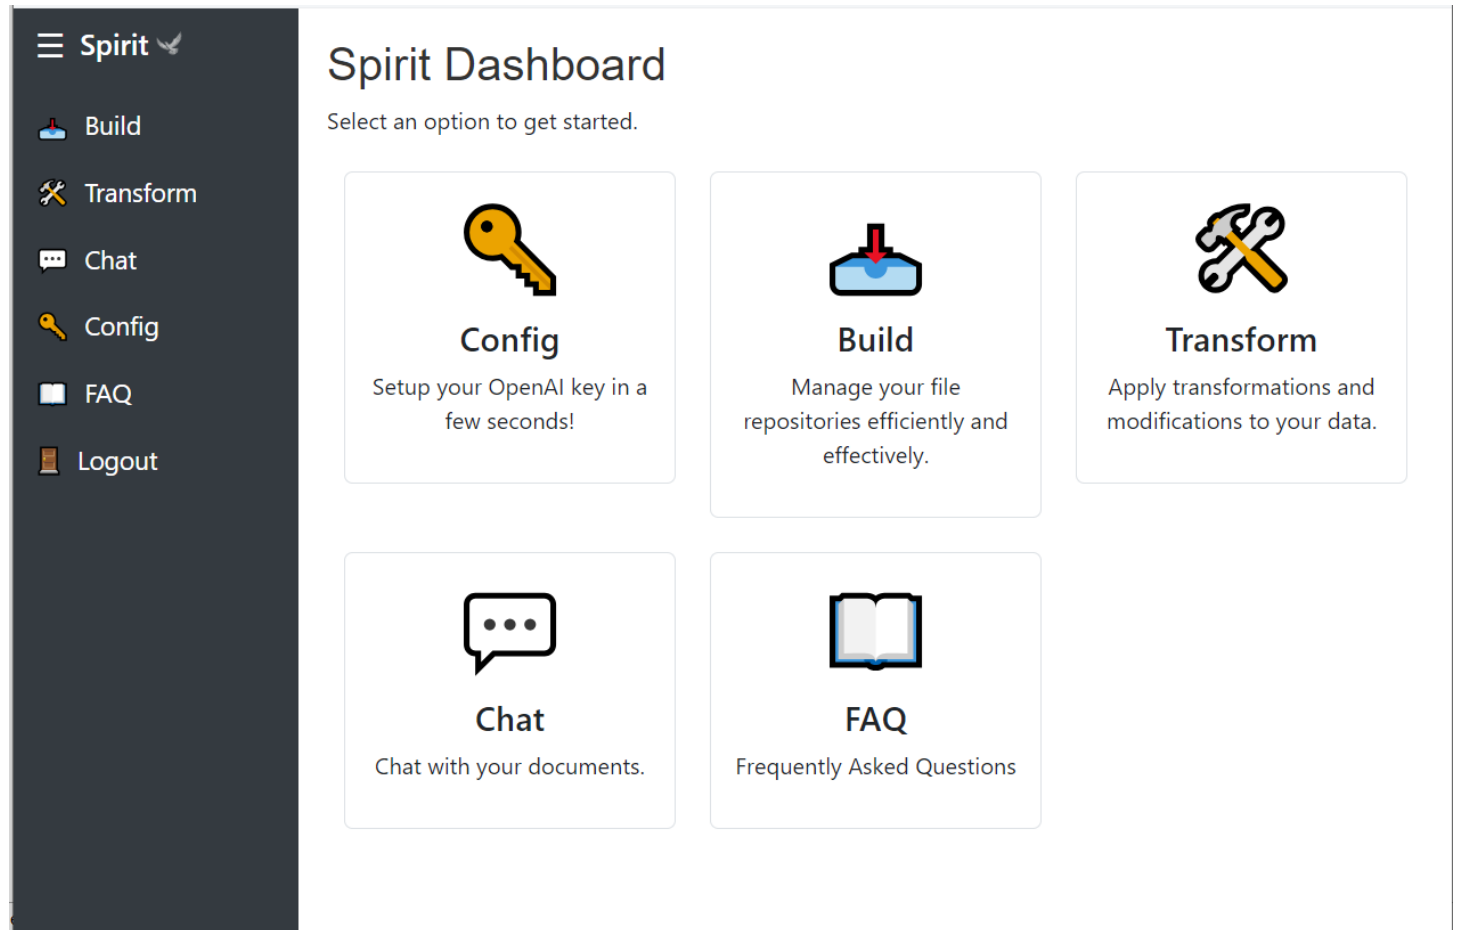 Spirit
Build
Transform
Chat
Config
FAQ
Logout
Spirit Dashboard
Select an option to get started.
Config
Setup your OpenAI key in a
few seconds!
Build
Manage your file
repositories efficiently and
effectively.
Transform
Apply transformations and
modifications to your data.
Chat
Chat with your documents.
FAQ
Frequently Asked Questions